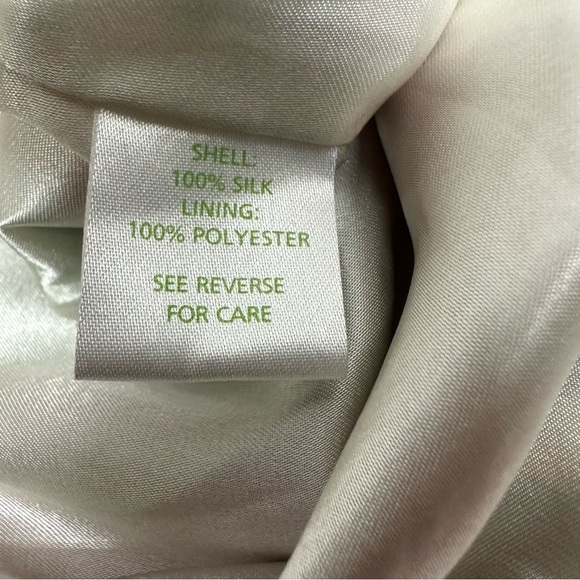 SHELL:
100% SILK
LINING:
100% POLYESTER
SEE REVERSE
FOR CARE